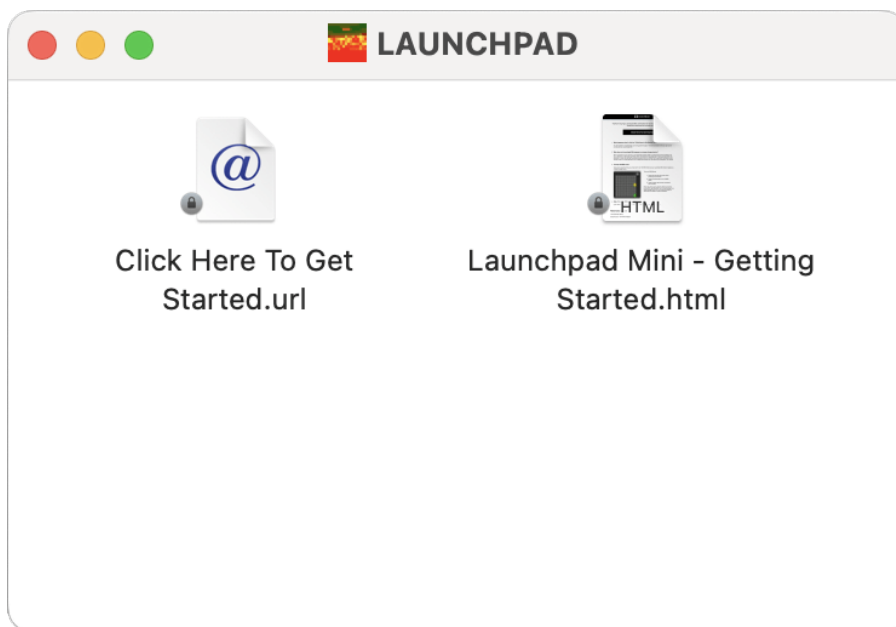 LAUNCHPAD
@
HTML
Click Here To Get
Started.url
Launchpad Mini - Getting
Started.html